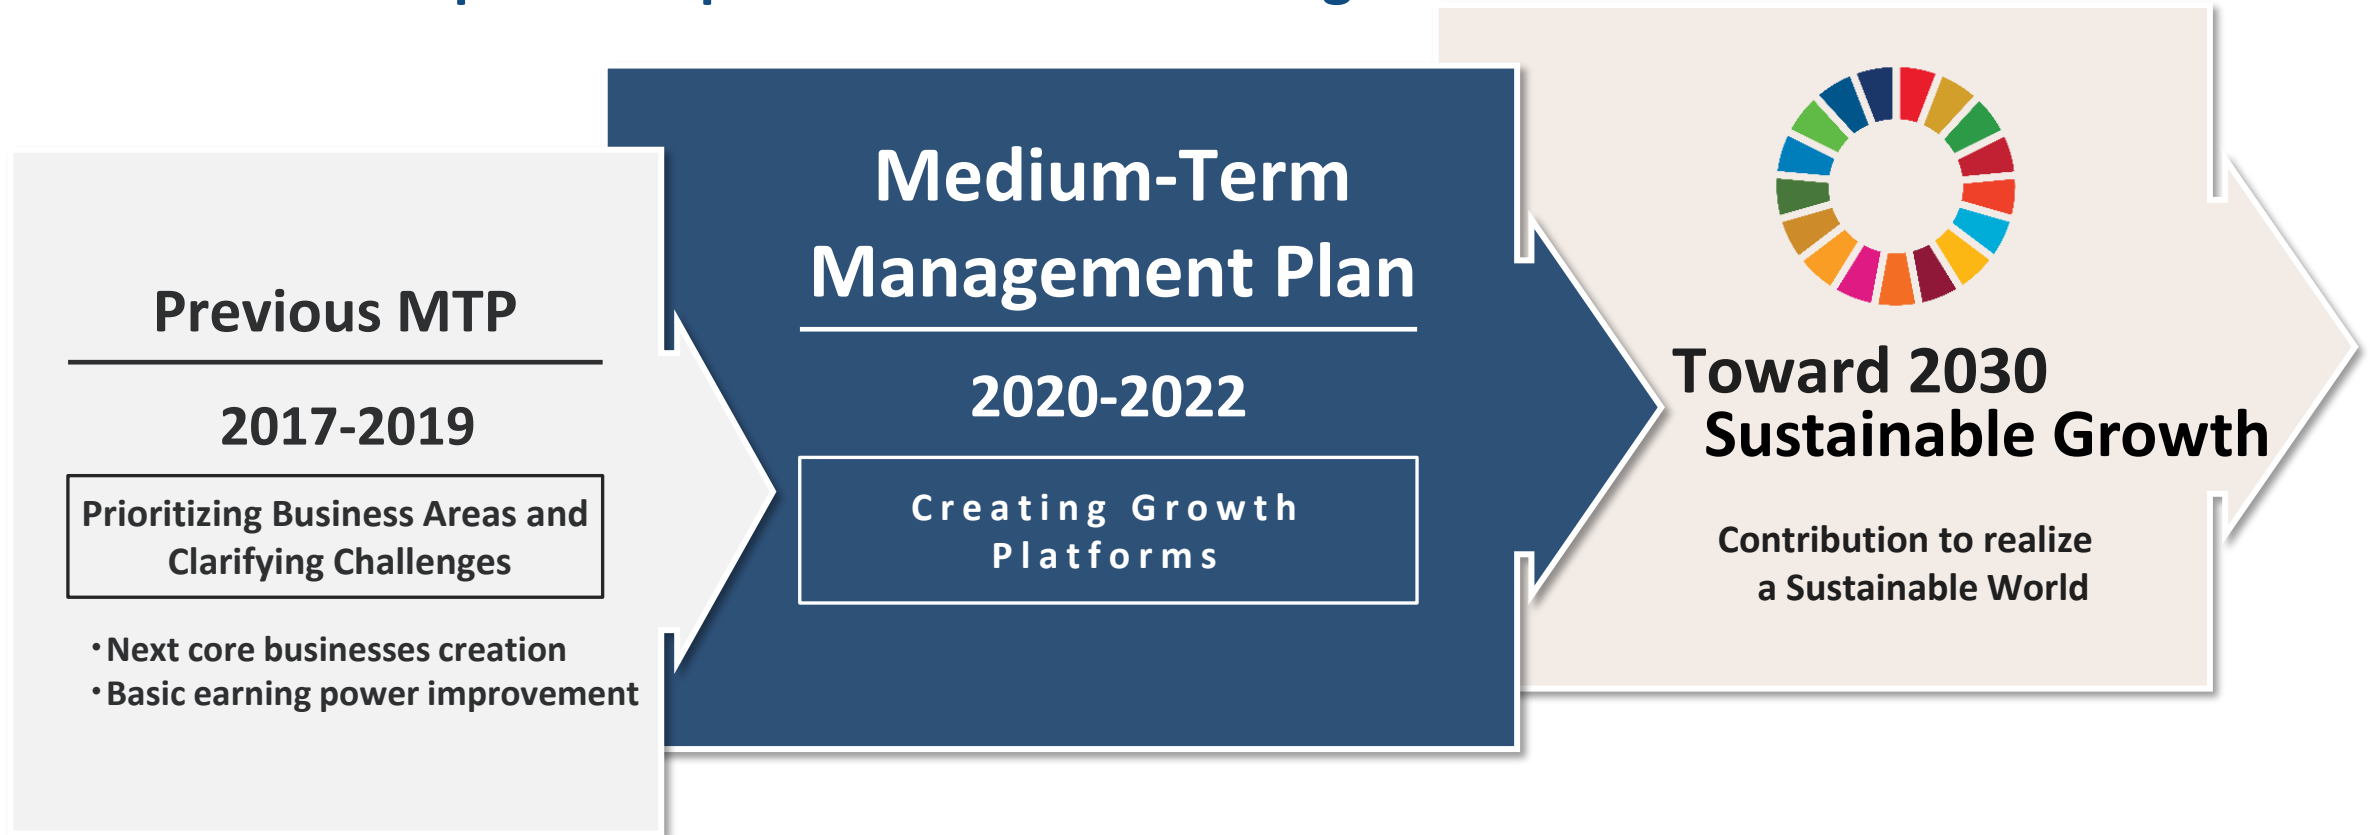 Previous MTP
2017-2019
Prioritizing Business Areas and
Clarifying Challenges
・Next core businesses creation
・Basic earning power improvement
Medium-Term
Management Plan
2020-2022
Creating Growth
Platforms
Toward 2030
Sustainable Growth
Contribution to realize
a Sustainable World